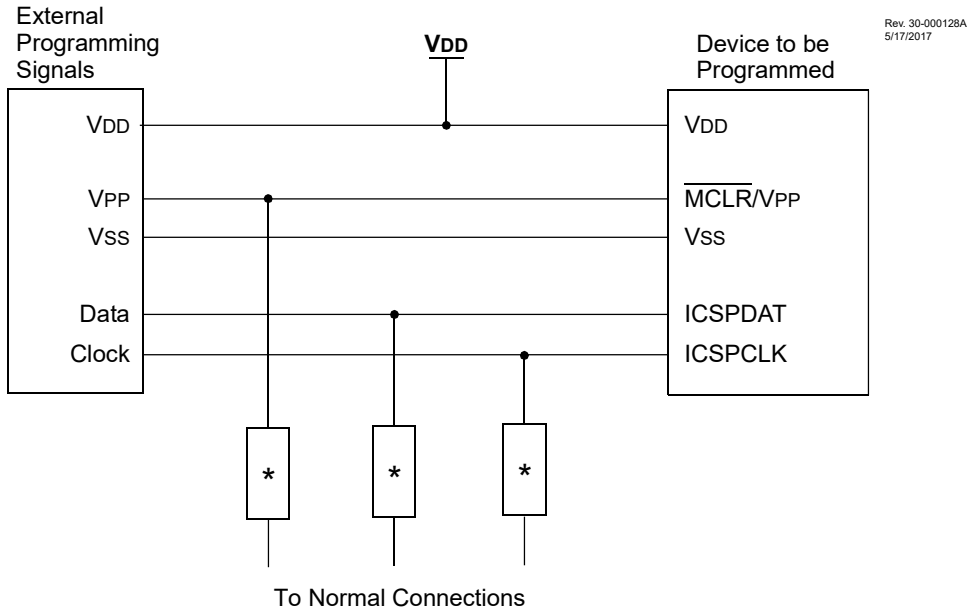 External
Programming
Signals
VDD
Device to be
Programmed
Rev. 30-000128A
5/17/2017
VDD
VDD
VPP
MCLR/VPP
VSS
VSS
Data
ICSPDAT
Clock
ICSPCLK
*
*
*
To Normal Connections